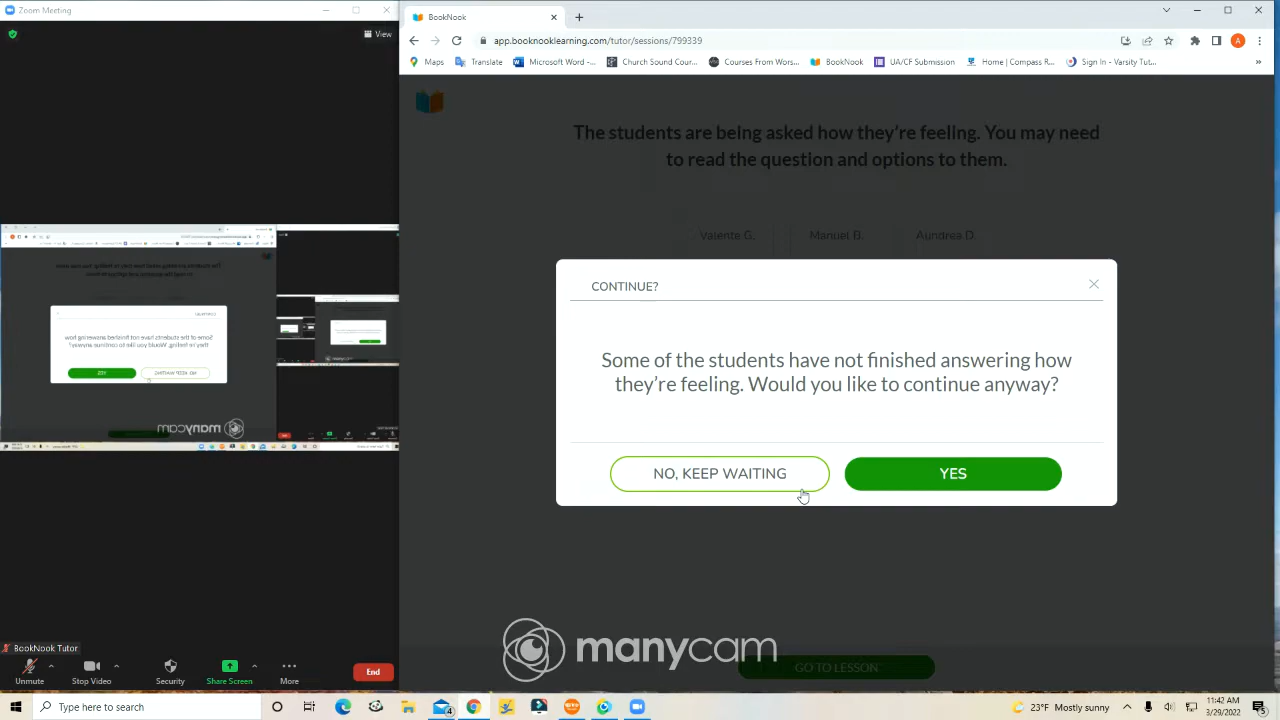 Zoom Meeting
View
BookNook
app.booknooklearning.com/tutor/sessions/799339
Maps
Translate
Microsoft Word -...
Church Sound Cour...
Courses From Wors...
BookNook
UA/CF Submission
Home | Compass R...
Sign In - Varsity Tut...
»
A
The students are being asked how they're feeling. You may need
to read the question and options to them.
Valente G.
Manuel B.
Aundrea D.
CONTINUE?
Some of the students have not finished answering how
they're feeling. Would you like to continue anyway?
NO, KEEP WAITING
YES
manycam
GO TO LESSON
BookNook Tutor
Unmute
Stop Video
Security
Share Screen
More
End
Type here to search
4
23°F Mostly sunny
11:42 AM
3/29/2022
5